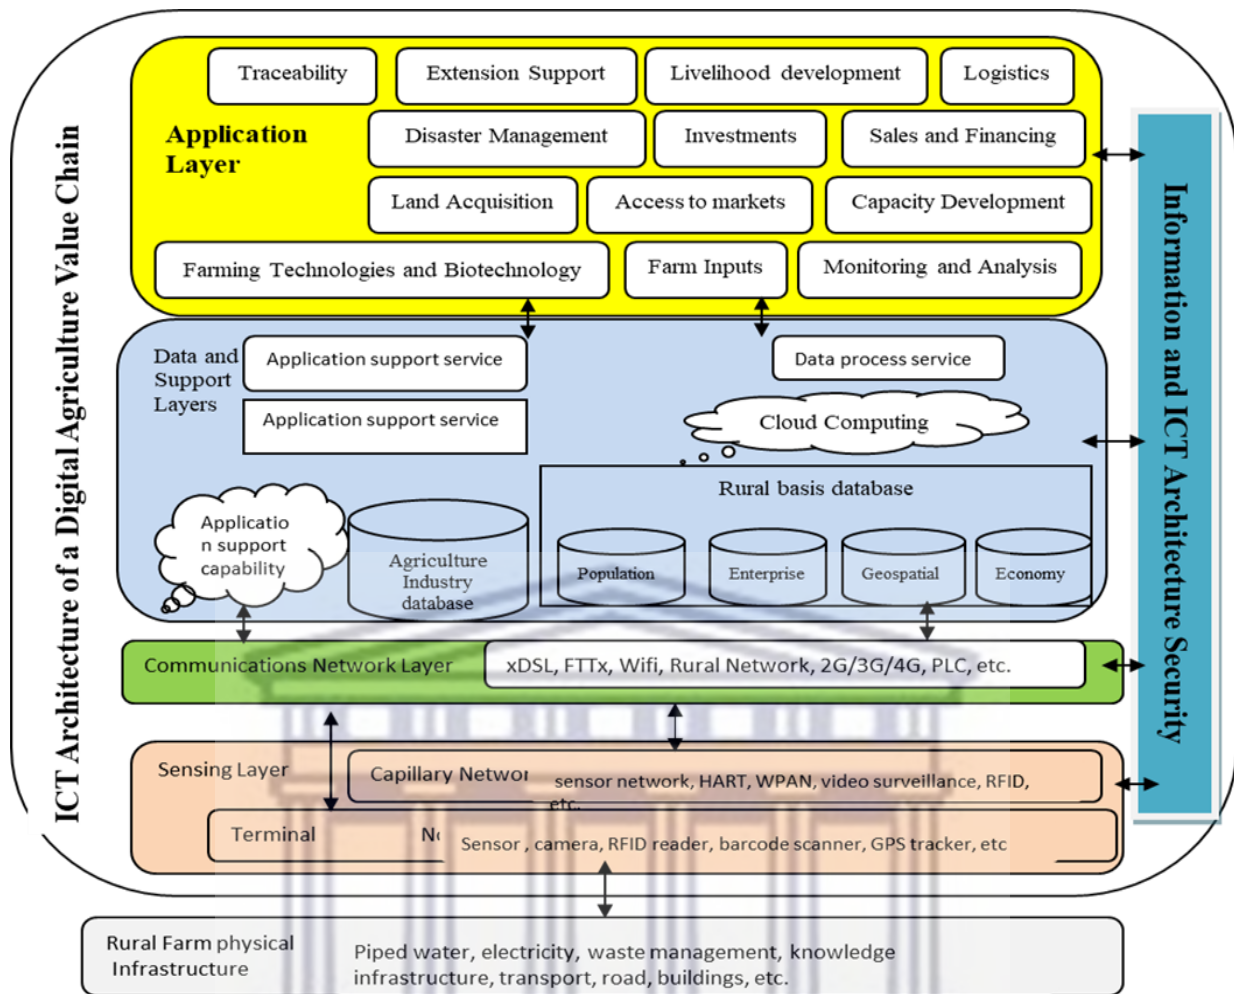 ICT Architecture of a Digital Agriculture Value Chain
Application
Layer
Traceability
Extension Support
Livelihood development
Logistics
Disaster Management
Investments
Sales and Financing
Land Acquisition
Access to markets
Capacity Development
Farming Technologies and Biotechnology
Farm Inputs
Monitoring and Analysis
Data and
Support
Layers
Application support service
Data process service
Application support service
Cloud Computing
Rural basis database
Applicatio
n support
capability
Agriculture
Industry
database
Population
Enterprise
Geospatial
Economy
Communications Network Layer
xDSL, FTTx, Wifi, Rural Network, 2G/3G/4G, PLC, etc.
Sensing Layer
Capillary Networ
sensor network, HART, WPAN, video surveillance, RFID,
etc.
Terminal
Sensor , camera, RFID reader, barcode scanner, GPS tracker, etc
Rural Farm physical
Infrastructure
Piped water, electricity, waste management, knowledge
infrastructure, transport, road, buildings, etc.
Information and ICT Architecture Security